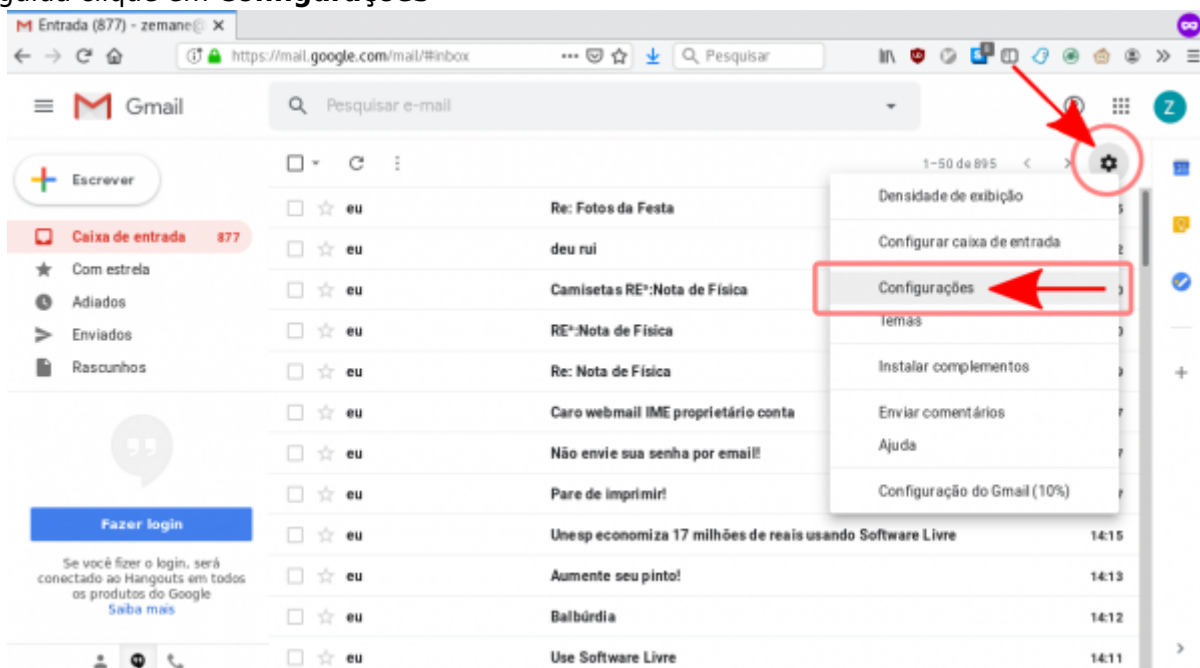 guida clique em Configurações
Entrada (877) - zemane@
https://mail.google.com/mail/#inbox
Pesquisar
Gmail
Pesquisar e-mail
Z
Escrever
1-50 de 895
Densidade de exibição
Configurar caixa de entrada
Configurações
Temas
Instalar complementos
Enviar comentários
Ajuda
Configuração do Gmail (10%)
Caixa de entrada 877
Com estrela
Adiados
Enviados
Rascunhos
Fazer login
Se você fizer o login, será
conectado ao Hangouts em todos
os produtos do Google
Saiba mais
eu Re: Fotos da Festa
eu deu rui
eu Camisetas REª:Nota de Física
eu REª:Nota de Física
eu Re: Nota de Física
eu Caro webmail IME proprietário conta
eu Não envie sua senha por email!
eu Pare de imprimir!
eu Unesp economiza 17 milhões de reais usando Software Livre 14:15
eu Aumente seu pinto! 14:13
eu Balbúrdia 14:12
eu Use Software Livre 14:11